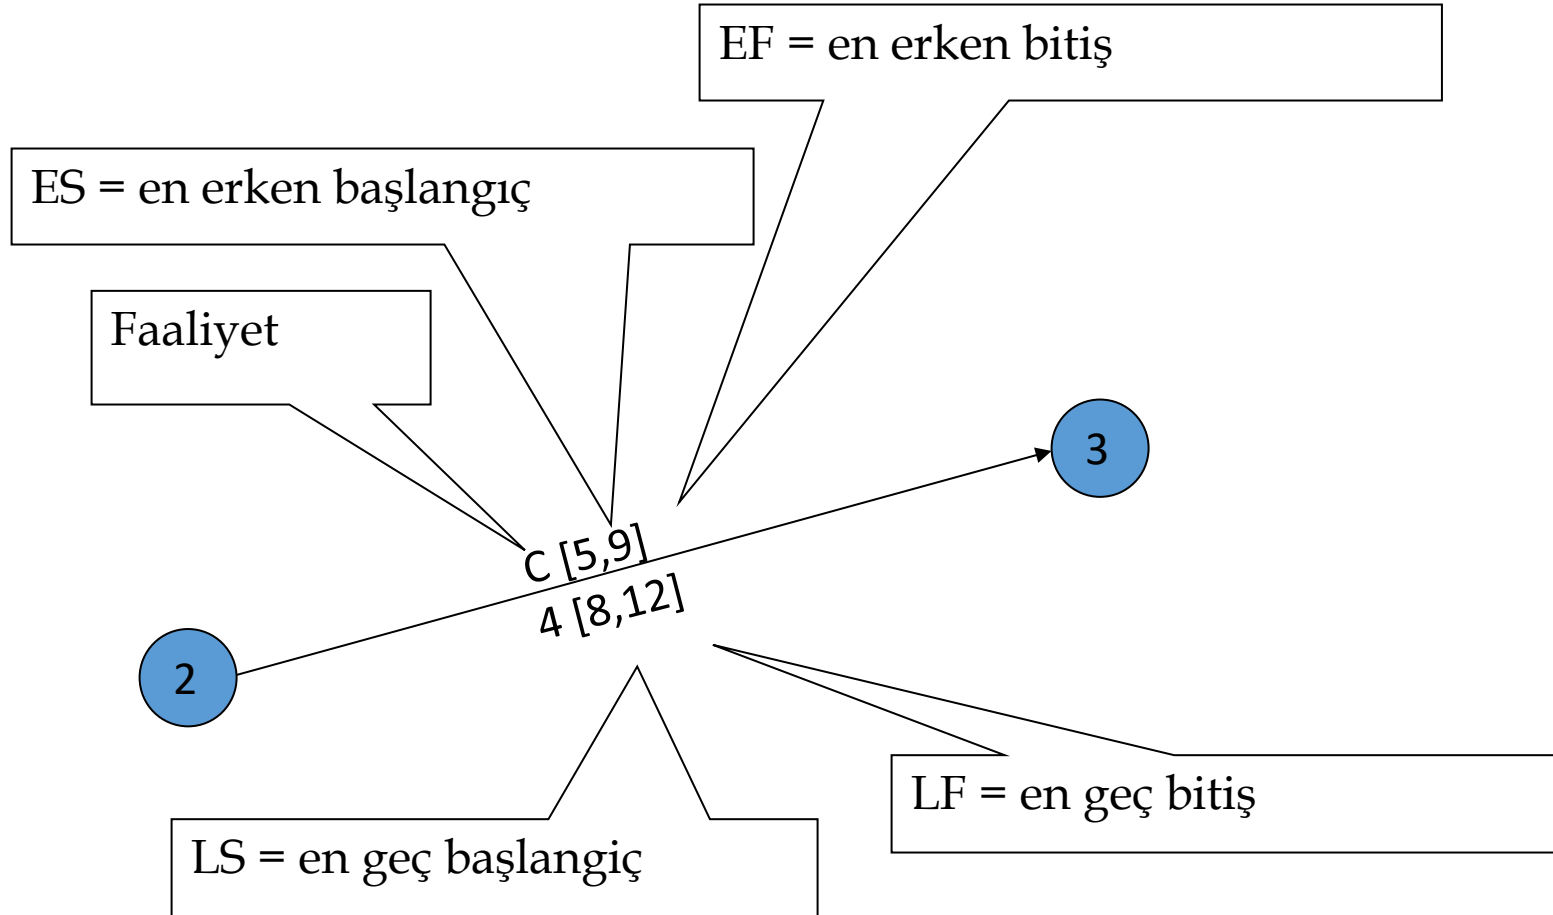 EF = en erken bitiş
ES = en erken başlangıç
Faaliyet
3
C [5,9]
4 [8,12]
2
LF = en geç bitiş
LS = en geç başlangiç